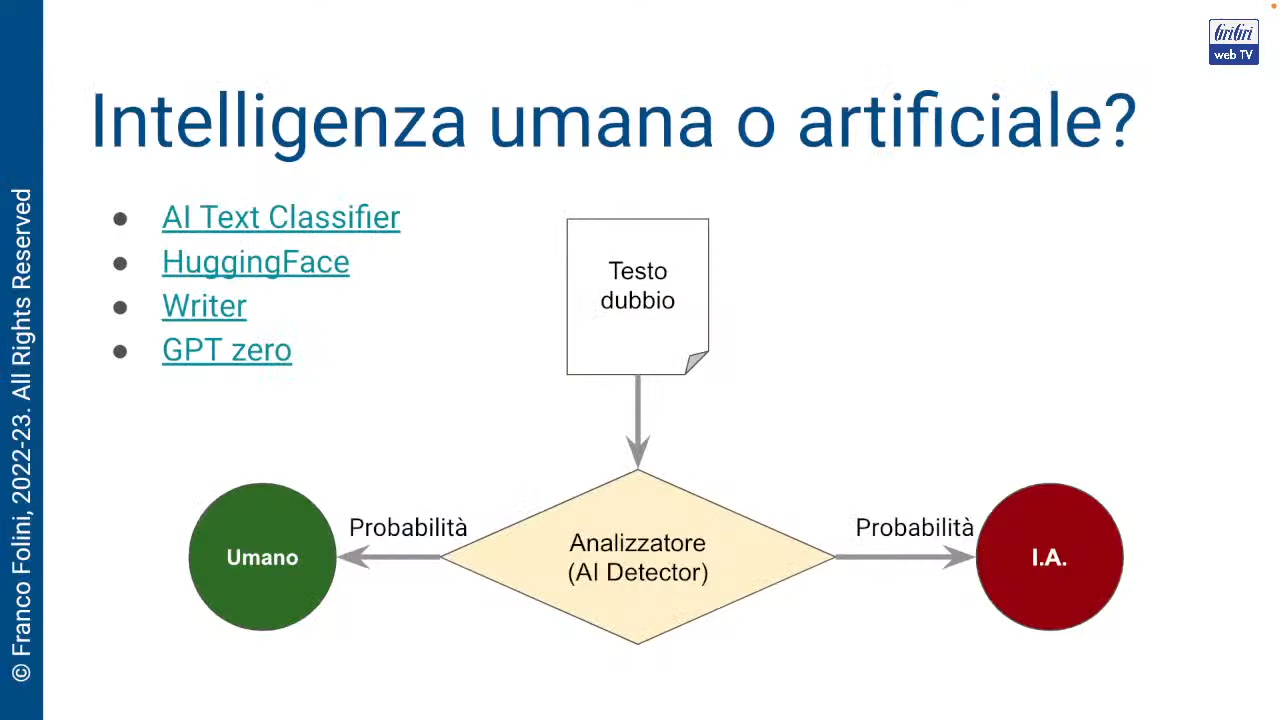 GiriGiri
web TV
Intelligenza umana o artificiale?
AI Text Classifier
HuggingFace
Writer
GPT zero
Testo
dubbio
Probabilità
Probabilità
Umano
Analizzatore
(AI Detector)
I.A.
© Franco Folini, 2022-23. All Rights Reserved